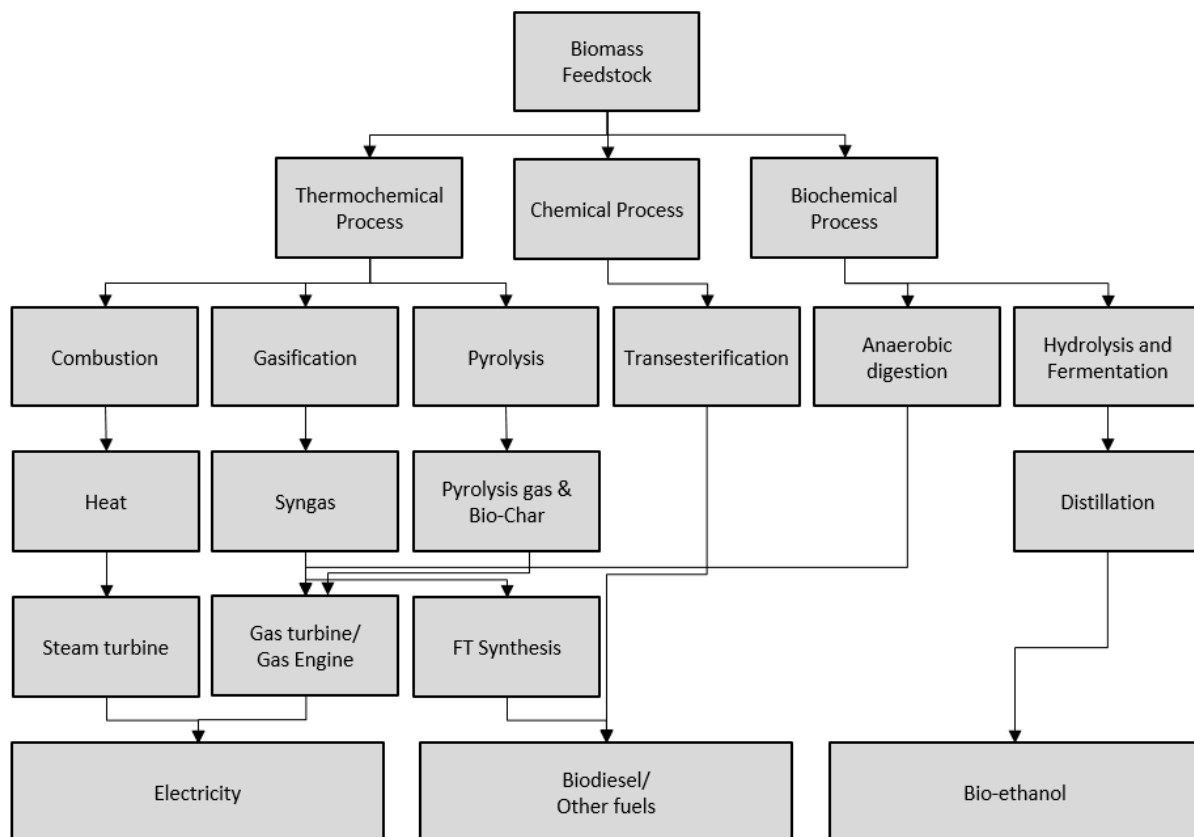 Biomass
Feedstock
Thermochemical
Process
Chemical Process
Biochemical
Process
Combustion
Gasification
Pyrolysis
Transesterification
Anaerobic
digestion
Hydrolysis and
Fermentation
Heat
Syngas
Pyrolysis gas &
Bio-Char
Distillation
Steam turbine
Gas turbine/
Gas Engine
FT Synthesis
Electricity
Biodiesel/
Other fuels
Bio-ethanol